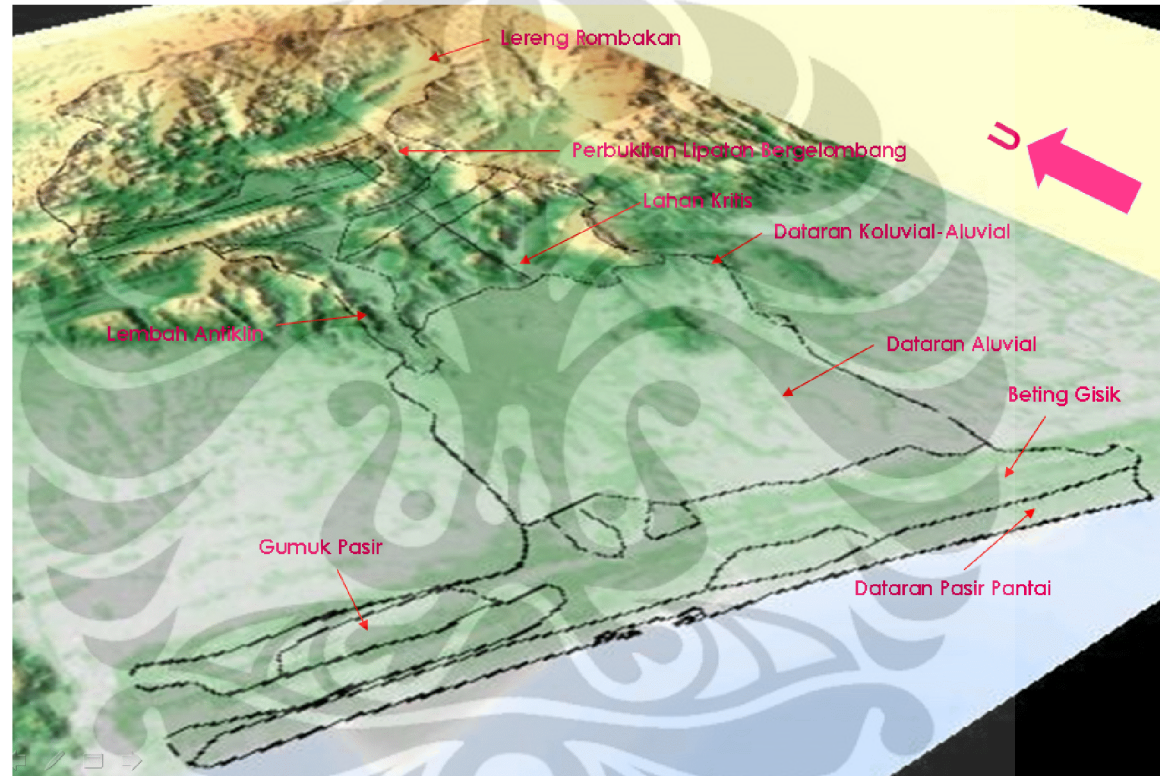 Lereng Rombakan
U
Perbukitan Lipatan Bergelombang
Lahan Kritis
Dataran Koluvial-Aluvial
Lembah Antiklin
Dataran Aluvial
Beting Gisik
Gumuk Pasir
Dataran Pasir Pantai